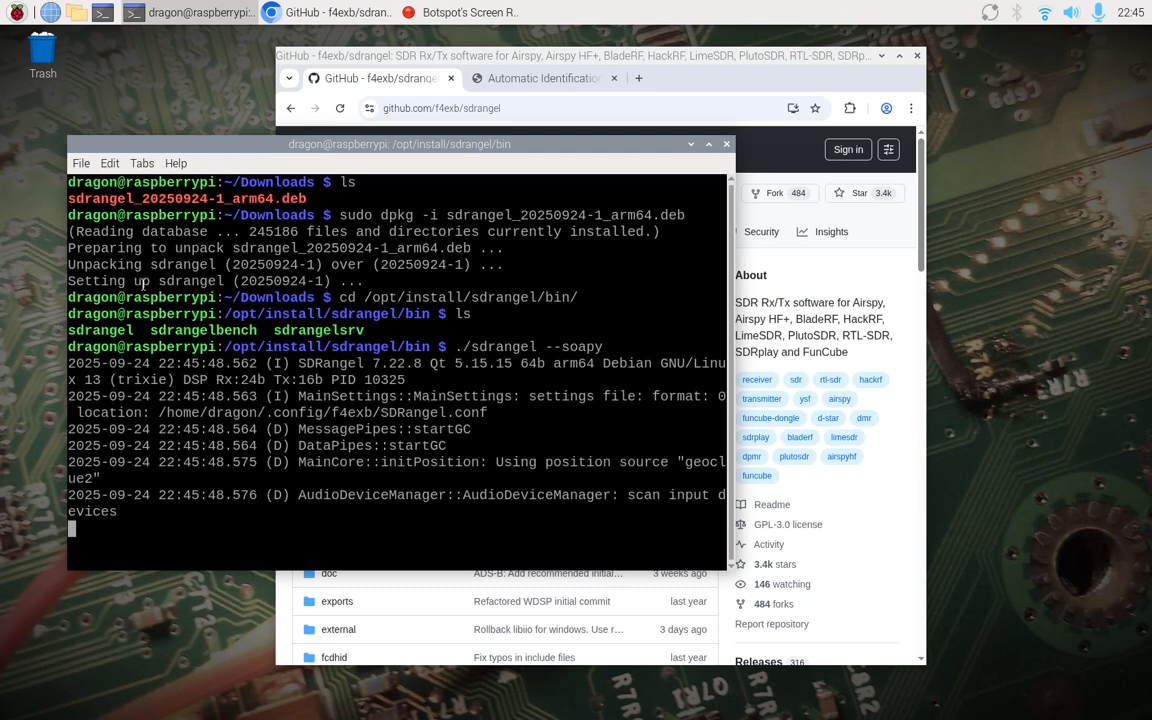 dragon@raspberrypi:..
GitHub - f4exb/sdran..
Botspot's Screen R..
22:45
Trash
GitHub - f4exb/sdrangel: SDR Rx/Tx software for Airspy, Airspy HF+, BladeRF, HackRF, LimeSDR, PlutoSDR, RTL-SDR, SDRp...
GitHub - f4exb/sdrange
Automatic Identification
github.com/f4exb/sdrangel
dragon@raspberrypi: /opt/install/sdrangel/bin
File Edit Tabs Help
dragon@raspberrypi:~/Downloads $ ls
sdrangel_20250924-1_arm64.deb
dragon@raspberrypi:~/Downloads $ sudo dpkg -i sdrangel_20250924-1_arm64.deb
(Reading database ... 245186 files and directories currently installed.)
Preparing to unpack sdrangel_20250924-1_arm64.deb ...
Unpacking sdrangel (20250924-1) over (20250924-1) ...
Setting up sdrangel (20250924-1) ...
dragon@raspberrypi:~/Downloads $ cd /opt/install/sdrangel/bin/
dragon@raspberrypi:/opt/install/sdrangel/bin $ ls
sdrangel sdrangelbench sdrangelsrv
dragon@raspberrypi:/opt/install/sdrangel/bin $ ./sdrangel --soapy
2025-09-24 22:45:48.562 (I) SDRangel 7.22.8 Qt 5.15.15 64b arm64 Debian GNU/Linu
x 13 (trixie) DSP Rx:24b Tx:16b PID 10325
2025-09-24 22:45:48.563 (I) MainSettings::MainSettings: settings file: format: 0
location: /home/dragon/.config/f4exb/SDRangel.conf
2025-09-24 22:45:48.564 (D) MessagePipes::startGC
2025-09-24 22:45:48.564 (D) DataPipes::startGC
2025-09-24 22:45:48.575 (D) MainCore::initPosition: Using position source "geocl
ue2"
2025-09-24 22:45:48.576 (D) AudioDeviceManager::AudioDeviceManager: scan input d
evices
Sign in
Fork 484
Star 3.4k
Security
Insights
About
SDR Rx/Tx software for Airspy,
Airspy HF+, BladeRF, HackRF,
LimeSDR, PlutoSDR, RTL-SDR,
SDRplay and FunCube
receiver sdr rtl-sdr hackrf
transmitter ysf airspy
funcube-dongle d-star dmr
sdrplay bladerf limesdr
dpmr plutosdr airspyhf
funcube
Readme
GPL-3.0 license
Activity
3.4k stars
146 watching
484 forks
Report repository
Releases 316
doc ADS-B: Add recommended initial... 3 weeks ago
exports Refactored WDSP initial commit last year
external Rollback libiio for windows. Use r... 3 days ago
fcdhid Fix typos in include files last year